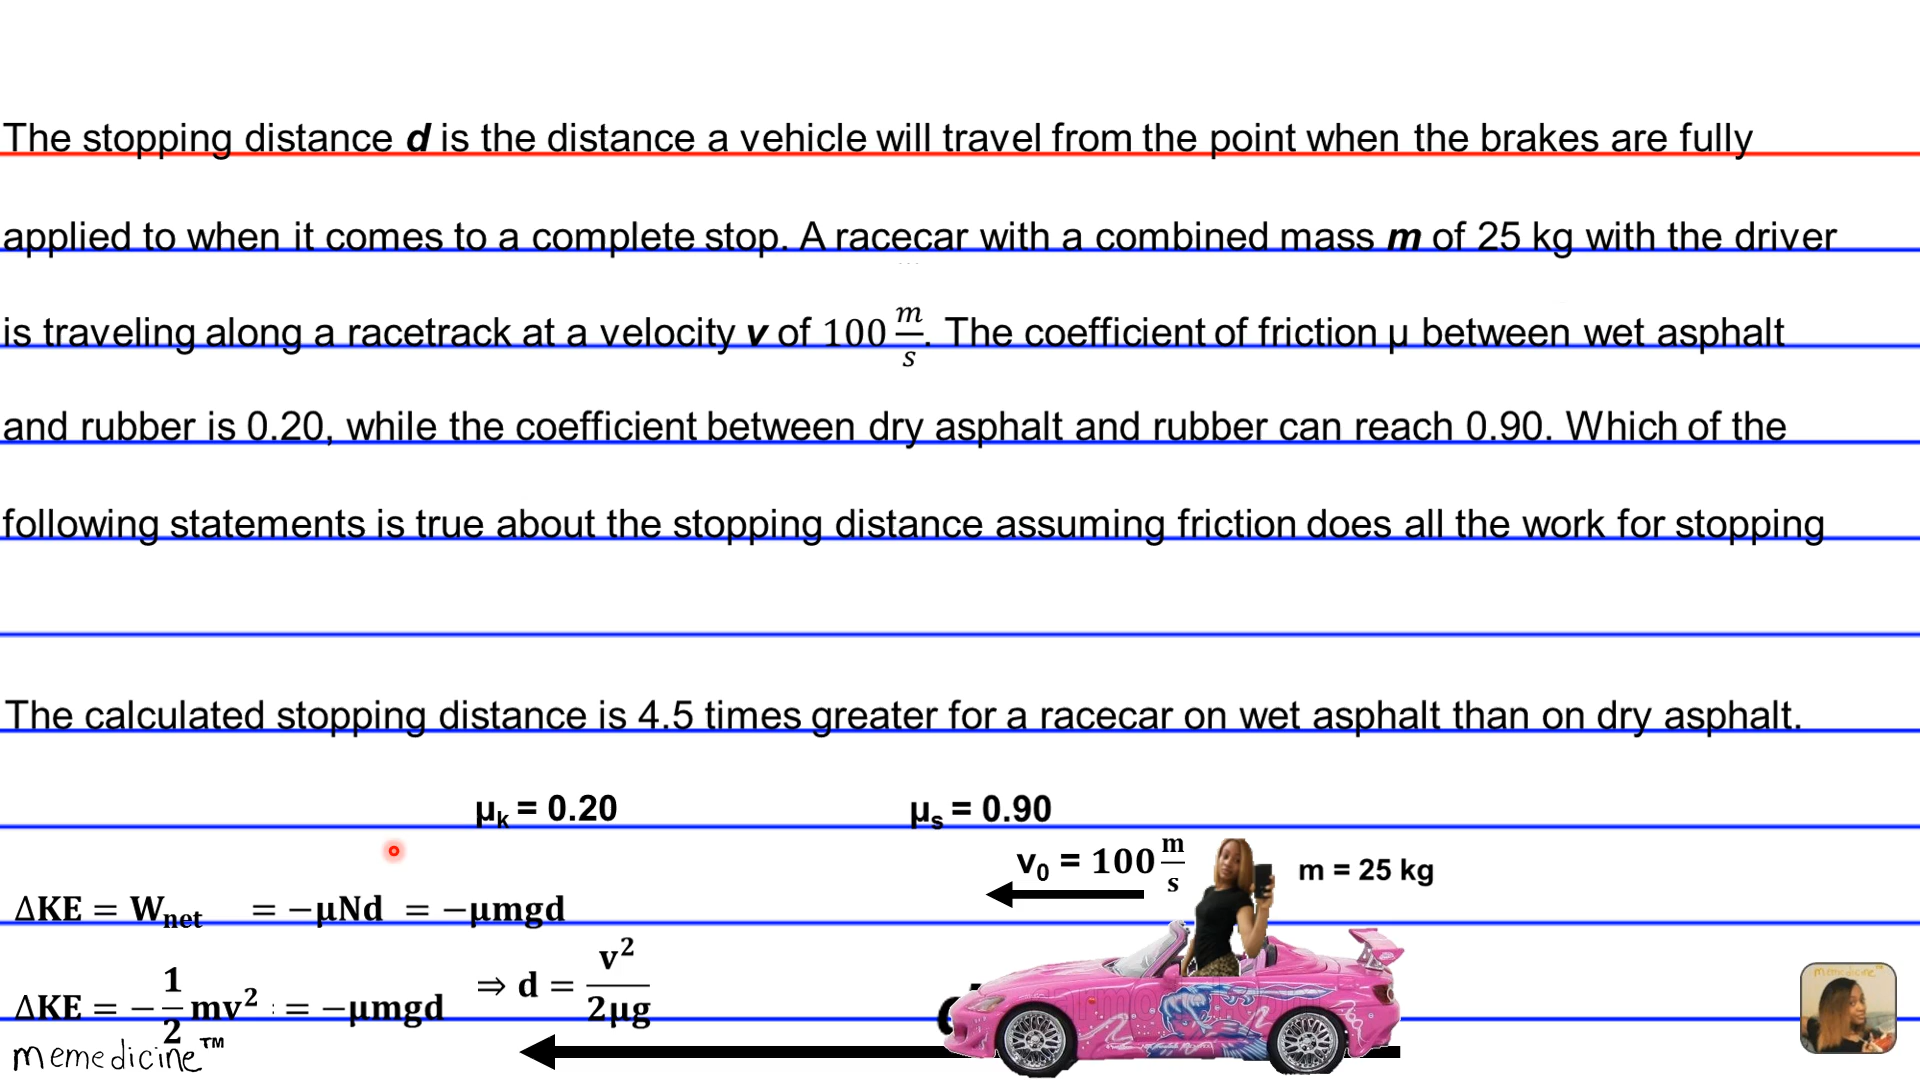 The stopping distance d is the distance a vehicle will travel from the point when the brakes are fully
applied to when it comes to a complete stop. A racecar with a combined mass m of 25 kg with the driver
is traveling along a racetrack at a velocity v of 100 m/s. The coefficient of friction μ between wet asphalt
and rubber is 0.20, while the coefficient between dry asphalt and rubber can reach 0.90. Which of the
following statements is true about the stopping distance assuming friction does all the work for stopping
The calculated stopping distance is 4.5 times greater for a racecar on wet asphalt than on dry asphalt.
μk = 0.20 μs = 0.90
v₀ = 100 m/s m = 25 kg
ΔKE = Wnet = −μNd = −μmgd
ΔKE = −1/2 mv² = −μmgd ⇒ d = v²/2μg
memedicine™
memedicine™